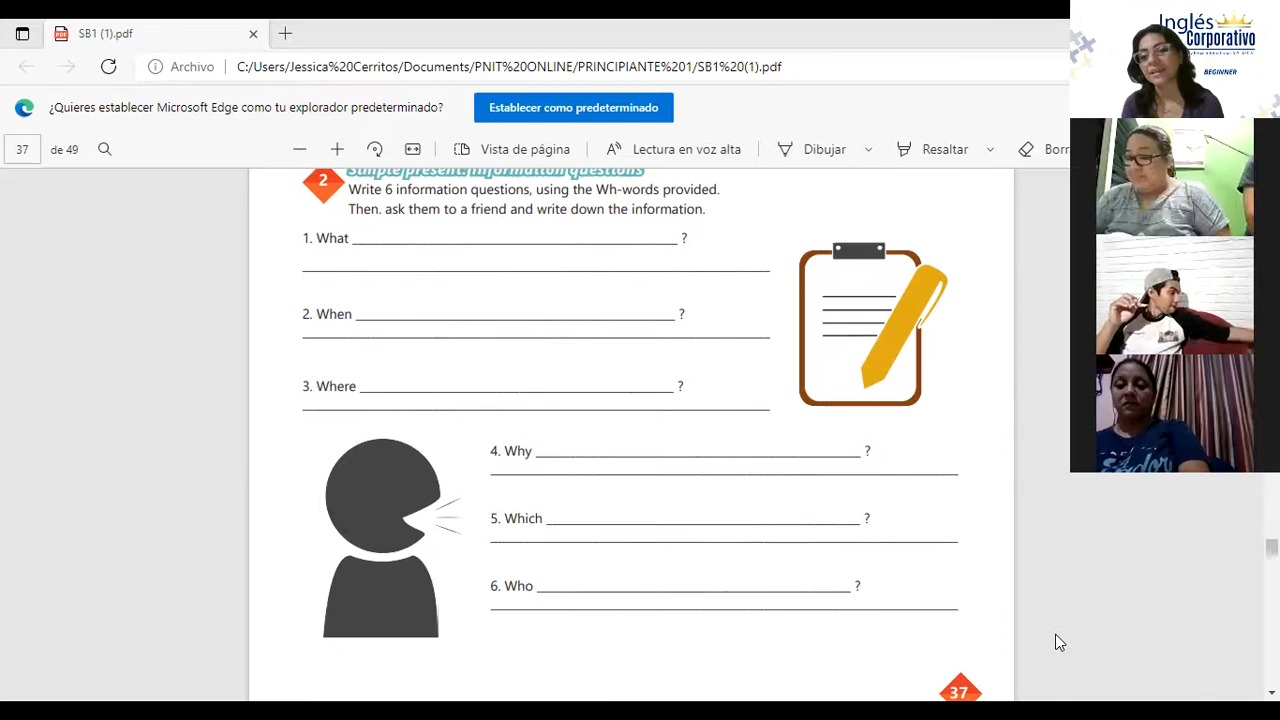 SB1 (1).pdf
Archivo C:/Users/Jessica%20Cerros/Documents/PNL%20ONLINE/PRINCIPIANTE%201/SB1%20(1).pdf
¿Quieres establecer Microsoft Edge como tu explorador predeterminado? Establecer como predeterminado
37 de 49 Vista de página Lectura en voz alta Dibujar Resaltar Borr
2 Simple present: information questions
Write 6 information questions, using the Wh-words provided.
Then. ask them to a friend and write down the information.
1. What ?
2. When ?
3. Where ?
4. Why ?
5. Which ?
6. Who ?
37
Inglés
Corporativo
BEGINNER